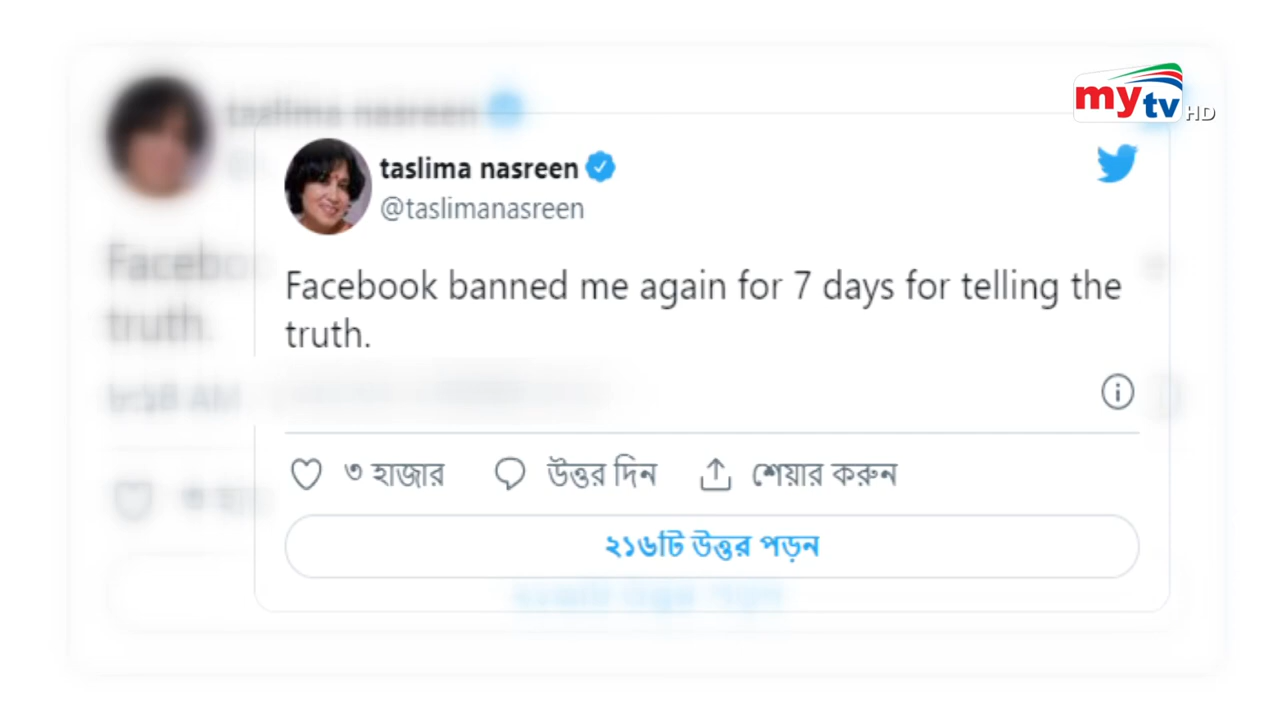 mytv HD
taslima nasreen
@taslimanasreen
Facebook banned me again for 7 days for telling the
truth.
৩ হাজার উত্তর দিন শেয়ার করুন
২১৬টি উত্তর পড়ন